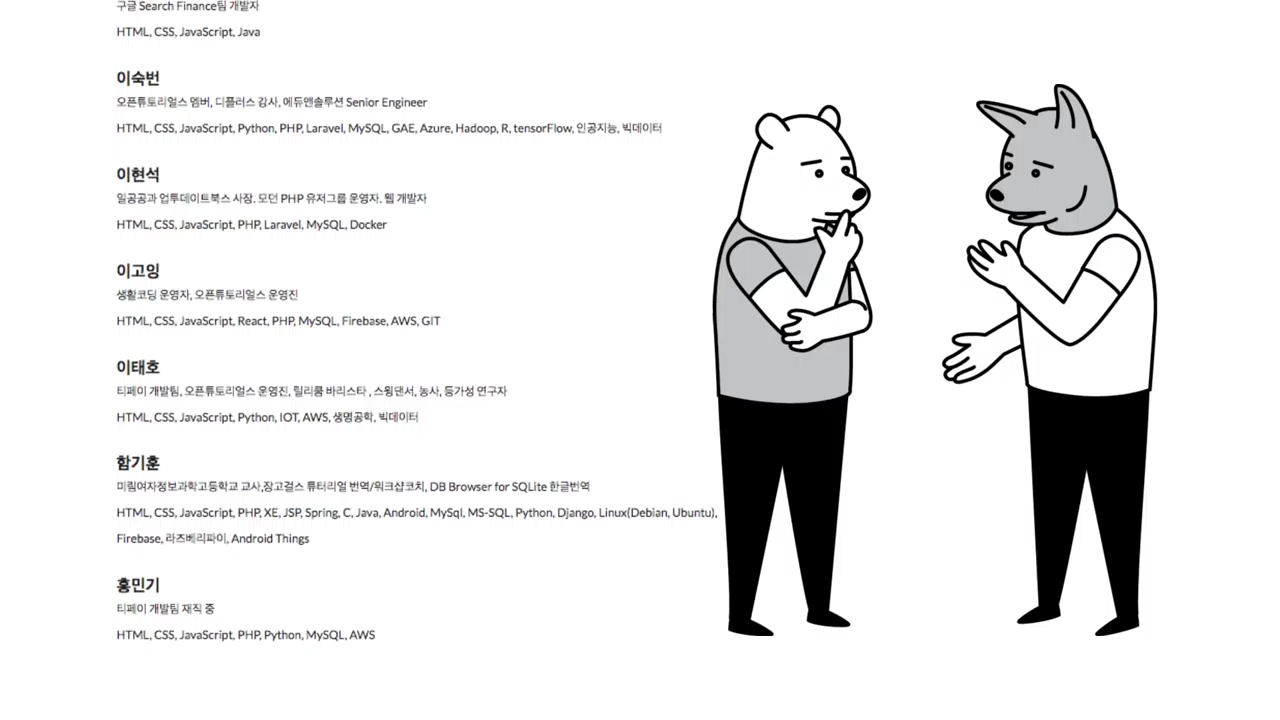 구글 Search Finance팀 개발자
HTML, CSS, JavaScript, Java
이숙번
오픈튜토리얼스 멤버, 디플러스 강사, 에듀앤솔루션 Senior Engineer
HTML, CSS, JavaScript, Python, PHP, Laravel, MySQL, GAE, Azure, Hadoop, R, tensorFlow, 인공지능, 빅데이터
이현석
일공공과 업투데이트북스 사장. 모던 PHP 유저그룹 운영자. 웹 개발자
HTML, CSS, JavaScript, PHP, Laravel, MySQL, Docker
이고잉
생활코딩 운영자, 오픈튜토리얼스 운영진
HTML, CSS, JavaScript, React, PHP, MySQL, Firebase, AWS, GIT
이태호
티페이 개발팀, 오픈튜토리얼스 운영진, 릴리쿰 바리스타 , 스윙댄서, 농사, 등가성 연구자
HTML, CSS, JavaScript, Python, IOT, AWS, 생명공학, 빅데이터
함기훈
미림여자정보과학고등학교 교사,장고걸스 튜터리얼 번역/워크샵코치, DB Browser for SQLite 한글번역
HTML, CSS, JavaScript, PHP, XE, JSP, Spring, C, Java, Android, MySql, MS-SQL, Python, Django, Linux(Debian, Ubuntu),
Firebase, 라즈베리파이, Android Things
홍민기
티페이 개발팀 재직 중
HTML, CSS, JavaScript, PHP, Python, MySQL, AWS